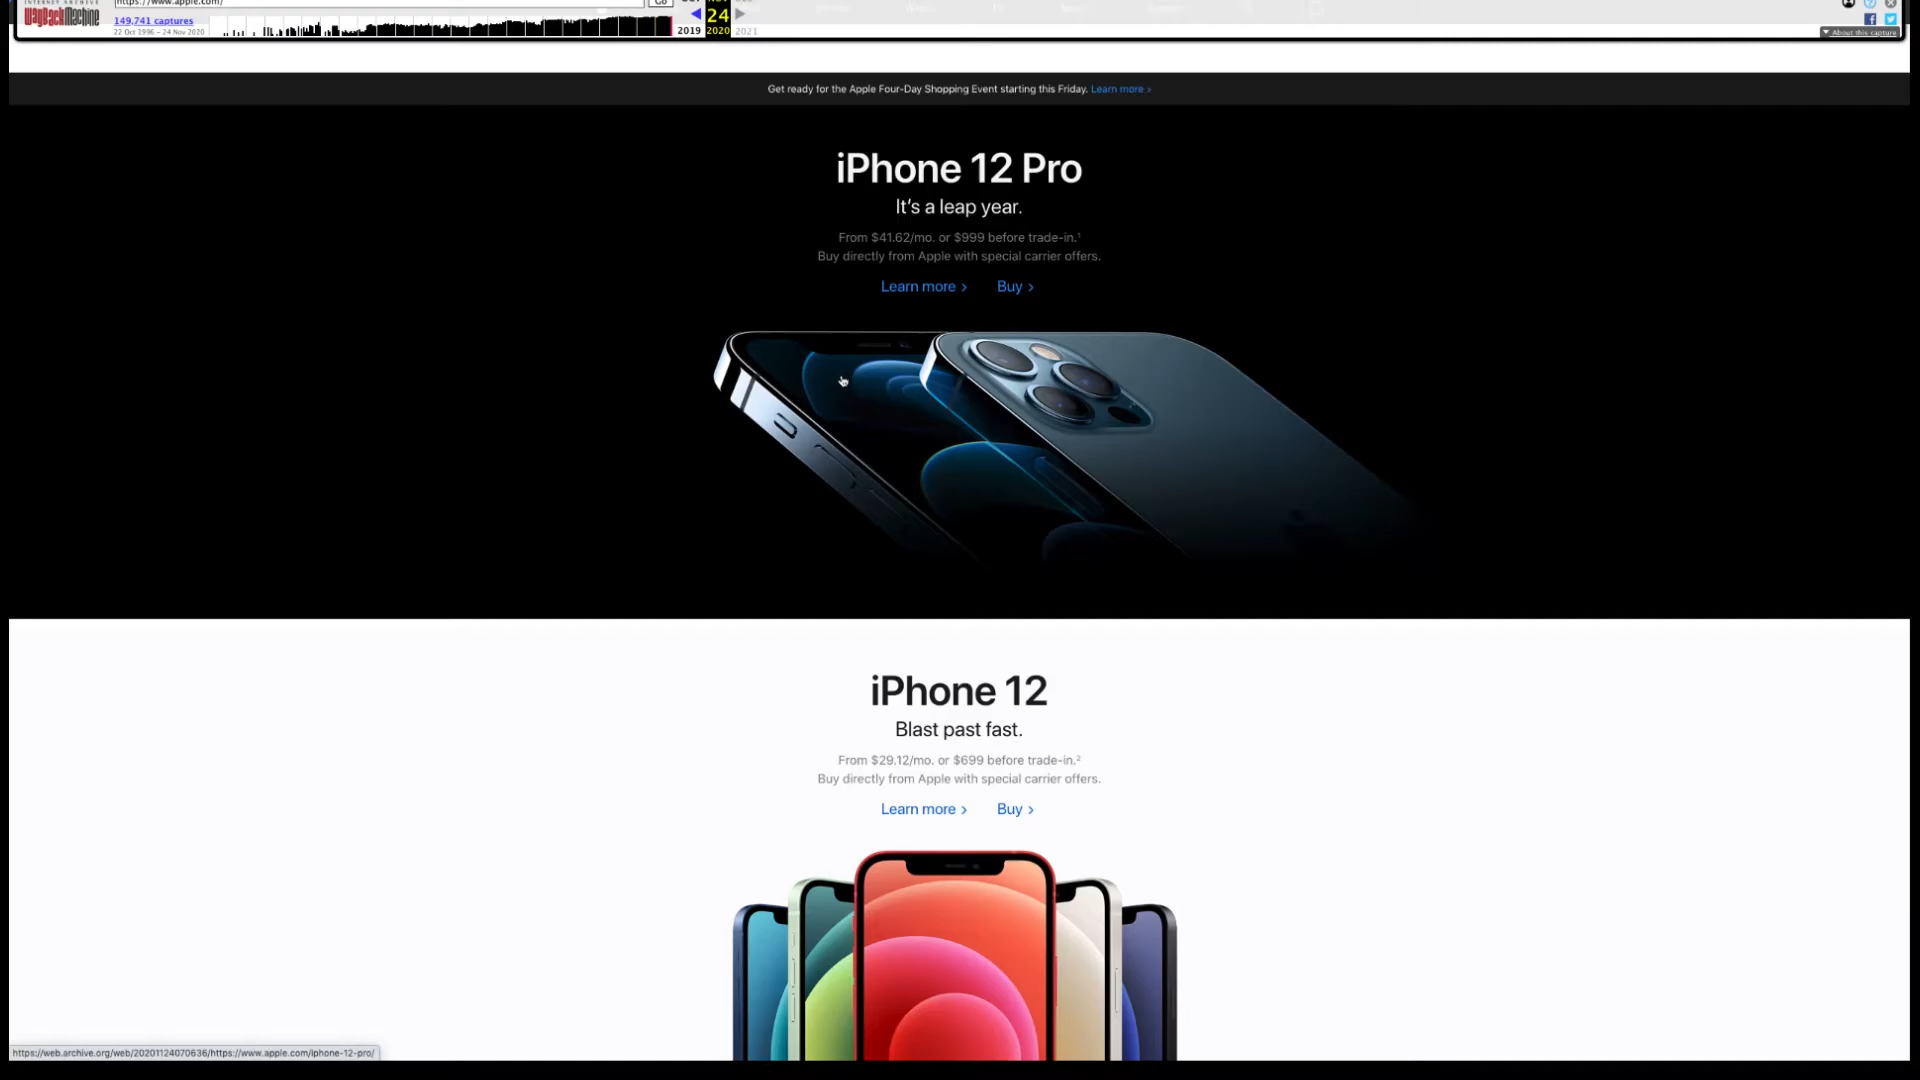 INTERNET ARCHIVE
WayBackMachine
https://www.apple.com/
Go
149,741 captures
22 Oct 1996 – 24 Nov 2020
24
2019 2020 2021
About this capture
Get ready for the Apple Four-Day Shopping Event starting this Friday. Learn more >
iPhone 12 Pro
It's a leap year.
From $41.62/mo. or $999 before trade-in.¹
Buy directly from Apple with special carrier offers.
Learn more > Buy >
iPhone 12
Blast past fast.
From $29.12/mo. or $699 before trade-in.²
Buy directly from Apple with special carrier offers.
Learn more > Buy >
https://web.archive.org/web/20201124070636/https://www.apple.com/iphone-12-pro/